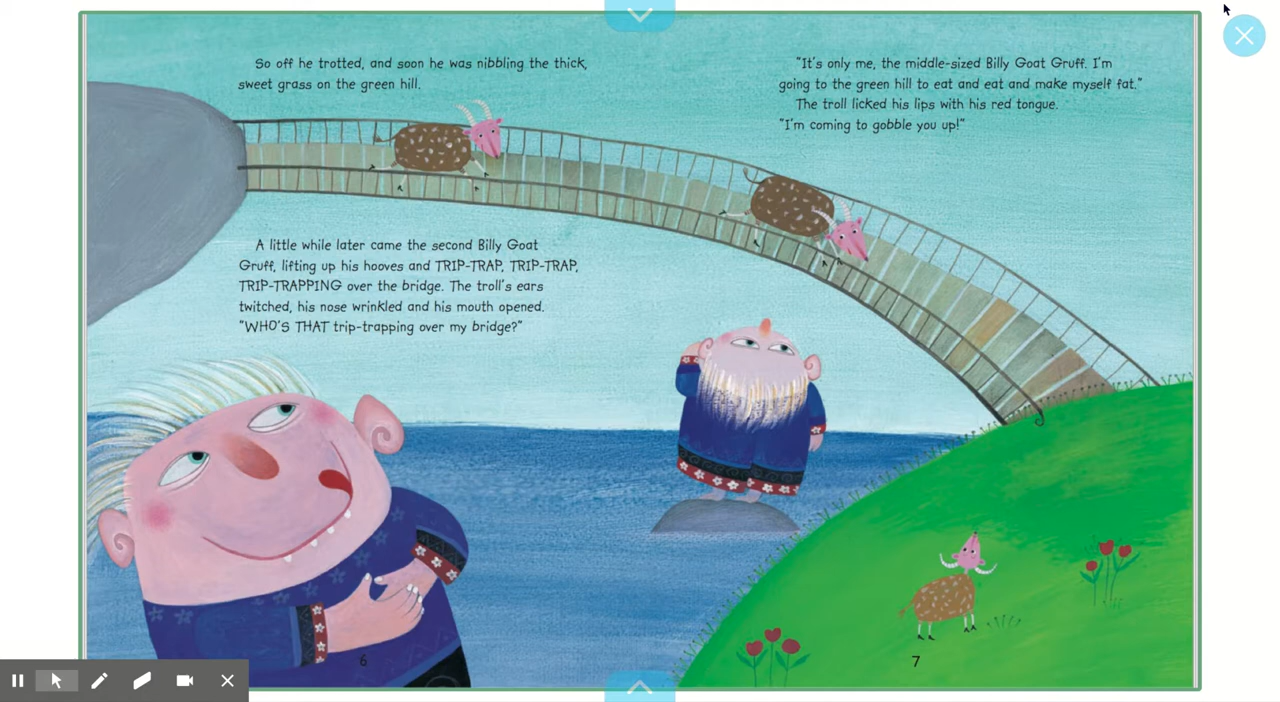 So off he trotted, and soon he was nibbling the thick,
sweet grass on the green hill.
A little while later came the second Billy Goat
Gruff, lifting up his hooves and TRIP-TRAP, TRIP-TRAP,
TRIP-TRAPPING over the bridge. The troll's ears
twitched, his nose wrinkled and his mouth opened.
"WHO'S THAT trip-trapping over my bridge?"
6
"It's only me, the middle-sized Billy Goat Gruff. I'm
going to the green hill to eat and eat and make myself fat."
The troll licked his lips with his red tongue.
"I'm coming to gobble you up!"
7